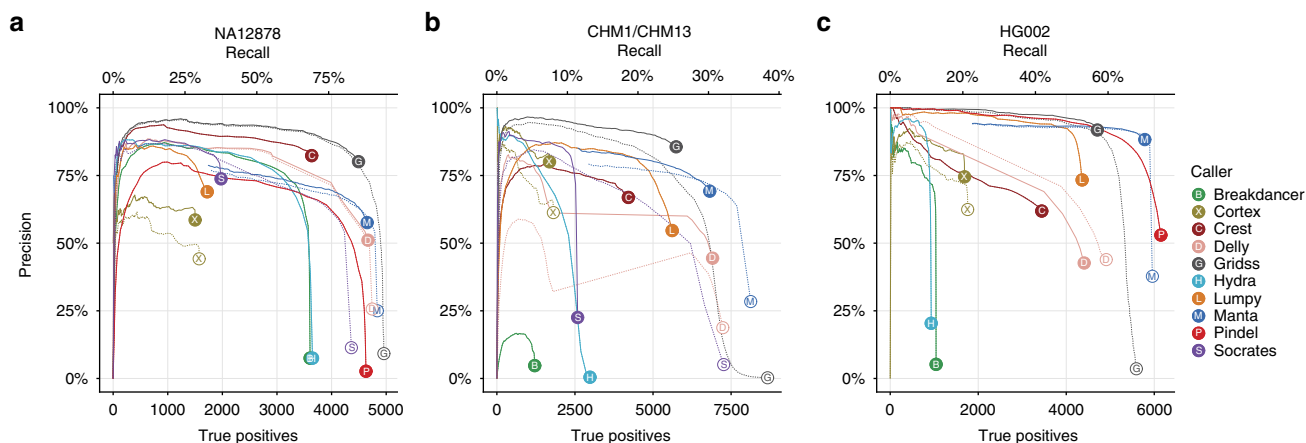 a
NA12878
Recall
0% 25% 50% 75%
100%
75%
50%
25%
0%
Precision
C
G
S
L
X
X
M
D
D M
S
G
B H
P
0 1000 2000 3000 4000 5000
True positives
b
CHM1/CHM13
Recall
0% 10% 20% 30% 40%
100%
75%
50%
25%
0%
G
X
C
M
X
L
D
M
S
D
B
S
H
G
0 2500 5000 7500
True positives
c
HG002
Recall
0% 20% 40% 60%
100%
75%
50%
25%
0%
G
M
X
L
X
C
P
D
D
M
H
B
G
0 2000 4000 6000
True positives
Caller
B Breakdancer
X Cortex
C Crest
D Delly
G Gridss
H Hydra
L Lumpy
M Manta
P Pindel
S Socrates